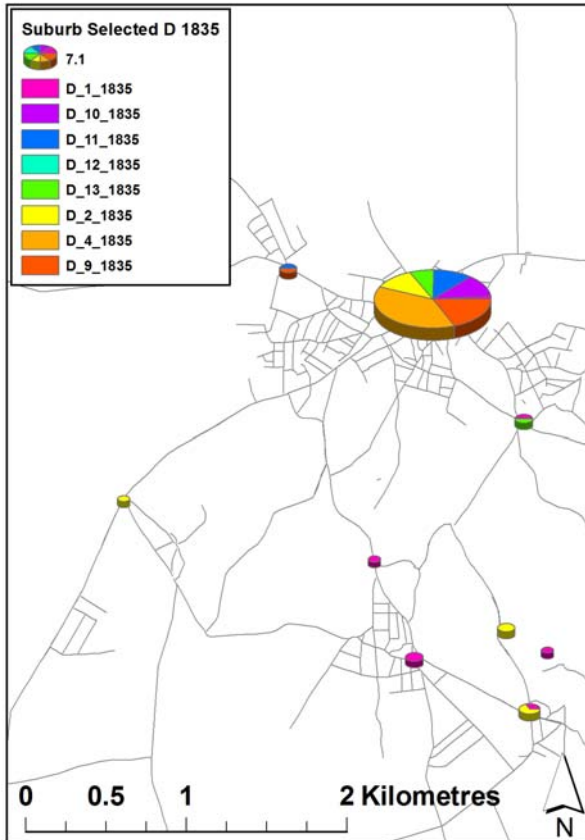 Suburb Selected D 1835
7.1
D_1_1835
D_10_1835
D_11_1835
D_12_1835
D_13_1835
D_2_1835
D_4_1835
D_9_1835
0 0.5 1 2 Kilometres
N